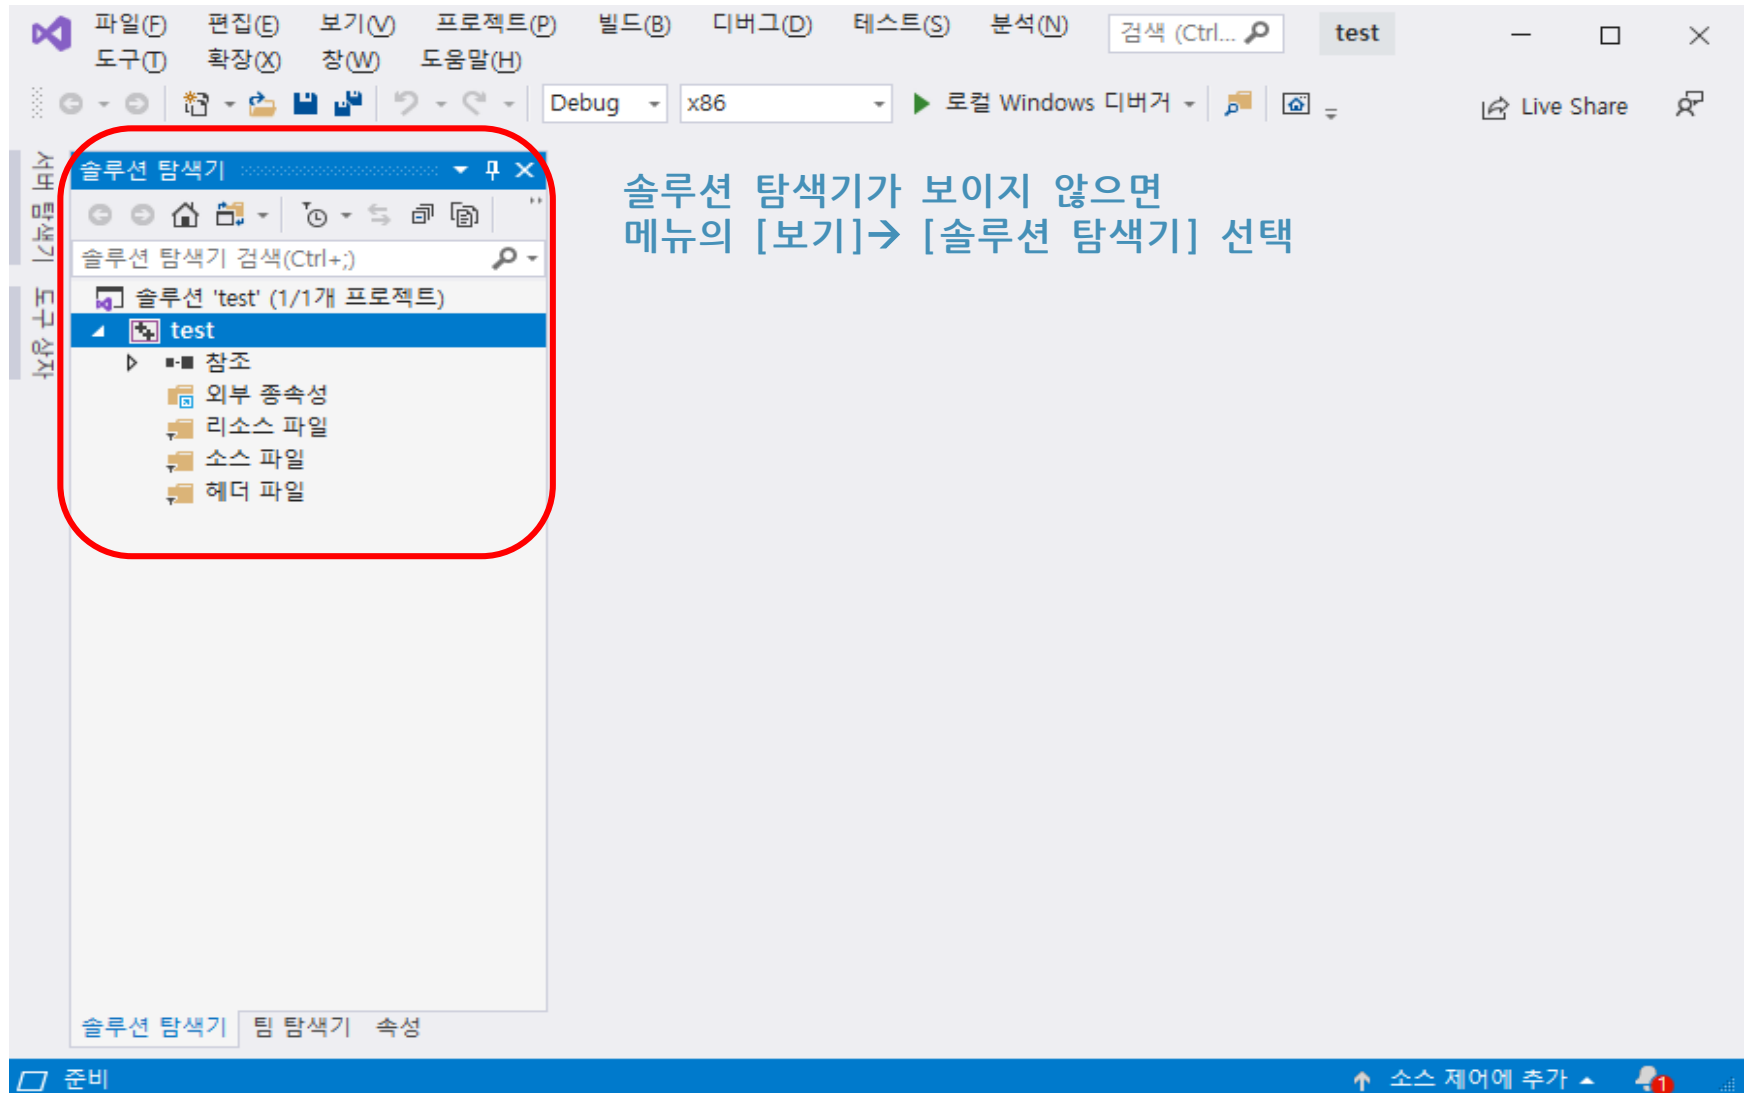 파일(F) 편집(E) 보기(V) 프로젝트(P) 빌드(B) 디버그(D) 테스트(S) 분석(N) 검색 (Ctrl... test
도구(T) 확장(X) 창(W) 도움말(H)
Debug x86 로컬 Windows 디버거 Live Share
서버 탐색기
도구 상자
솔루션 탐색기
솔루션 탐색기 검색(Ctrl+;)
솔루션 'test' (1/1개 프로젝트)
test
참조
외부 종속성
리소스 파일
소스 파일
헤더 파일
솔루션 탐색기가 보이지 않으면
메뉴의 [보기]→ [솔루션 탐색기] 선택
솔루션 탐색기 팀 탐색기 속성
준비 소스 제어에 추가 1